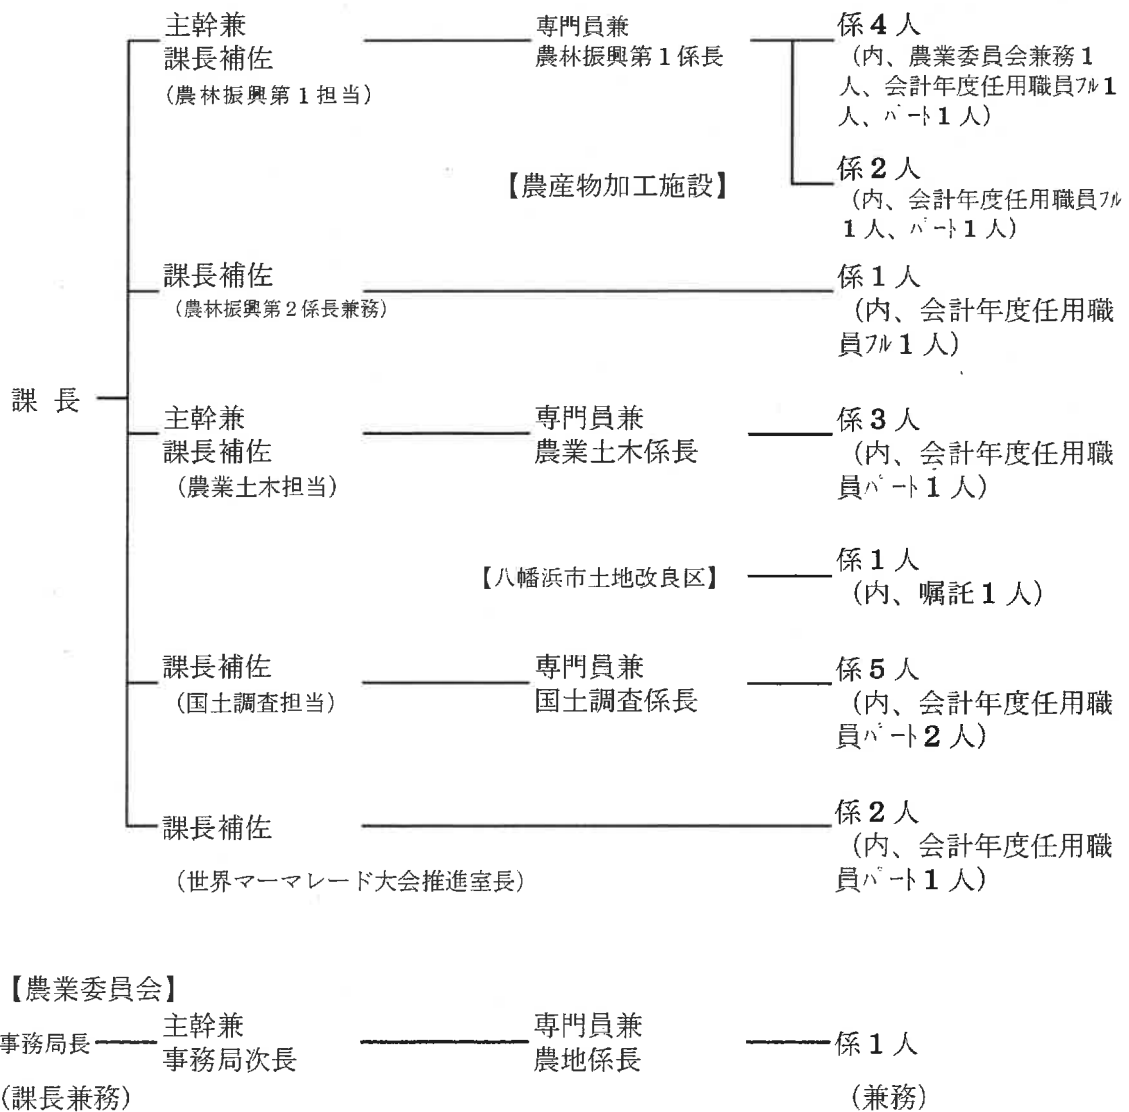 主幹兼
課長補佐
(農林振興第1担当)
専門員兼
農林振興第1係長
係4人
(内、農業委員会兼務1
人、会計年度任用職員フル1
人、パート1人)
【農産物加工施設】
係2人
(内、会計年度任用職員フル
1人、パート1人)
課長補佐
(農林振興第2係長兼務)
係1人
(内、会計年度任用職
員フル1人)
課 長
主幹兼
課長補佐
(農業土木担当)
専門員兼
農業土木係長
係3人
(内、会計年度任用職
員パート1人)
【八幡浜市土地改良区】
係1人
(内、嘱託1人)
課長補佐
(国土調査担当)
専門員兼
国土調査係長
係5人
(内、会計年度任用職
員パート2人)
課長補佐
(世界マーマレード大会推進室長)
係2人
(内、会計年度任用職
員パート1人)
【農業委員会】
事務局長
(課長兼務)
主幹兼
事務局次長
専門員兼
農地係長
係1人
(兼務)